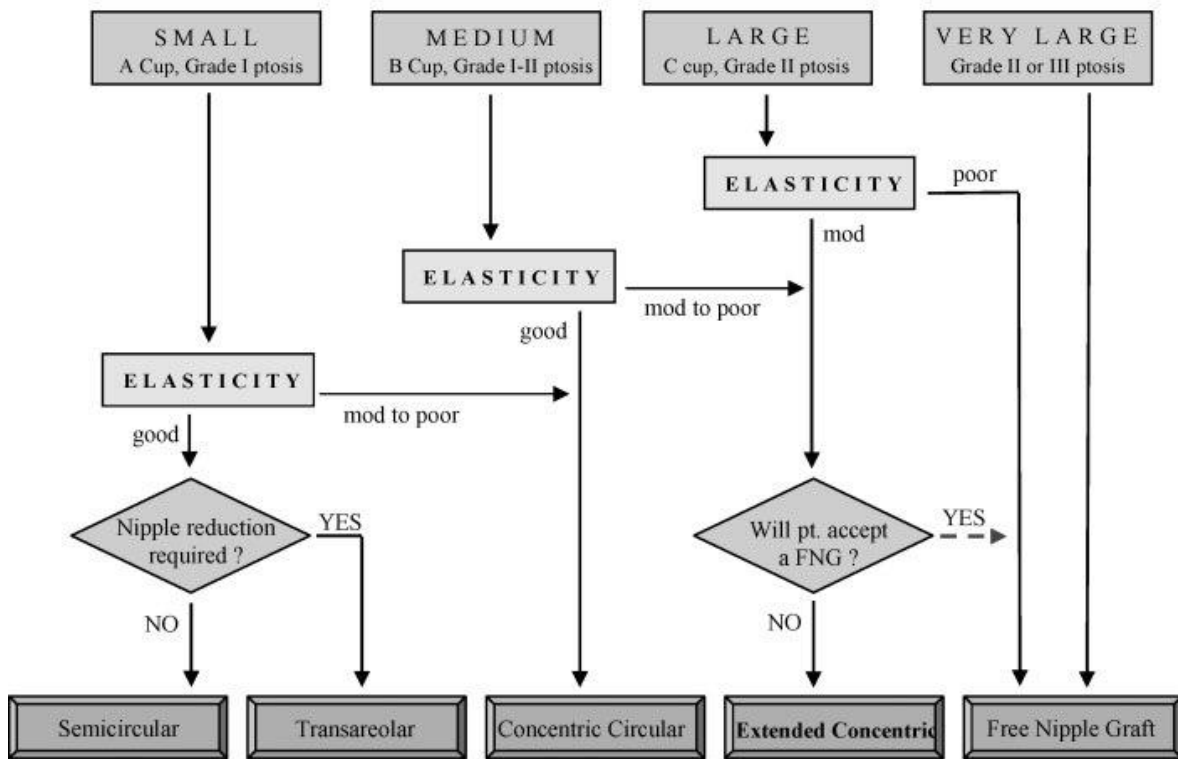 SMALL
A Cup, Grade I ptosis
MEDIUM
B Cup, Grade I-II ptosis
LARGE
C cup, Grade II ptosis
VERY LARGE
Grade II or III ptosis
ELASTICITY
poor
mod
ELASTICITY
mod to poor
good
ELASTICITY
mod to poor
good
Nipple reduction
required ?
YES
NO
Will pt. accept
a FNG ?
YES
NO
Semicircular
Transareolar
Concentric Circular
Extended Concentric
Free Nipple Graft